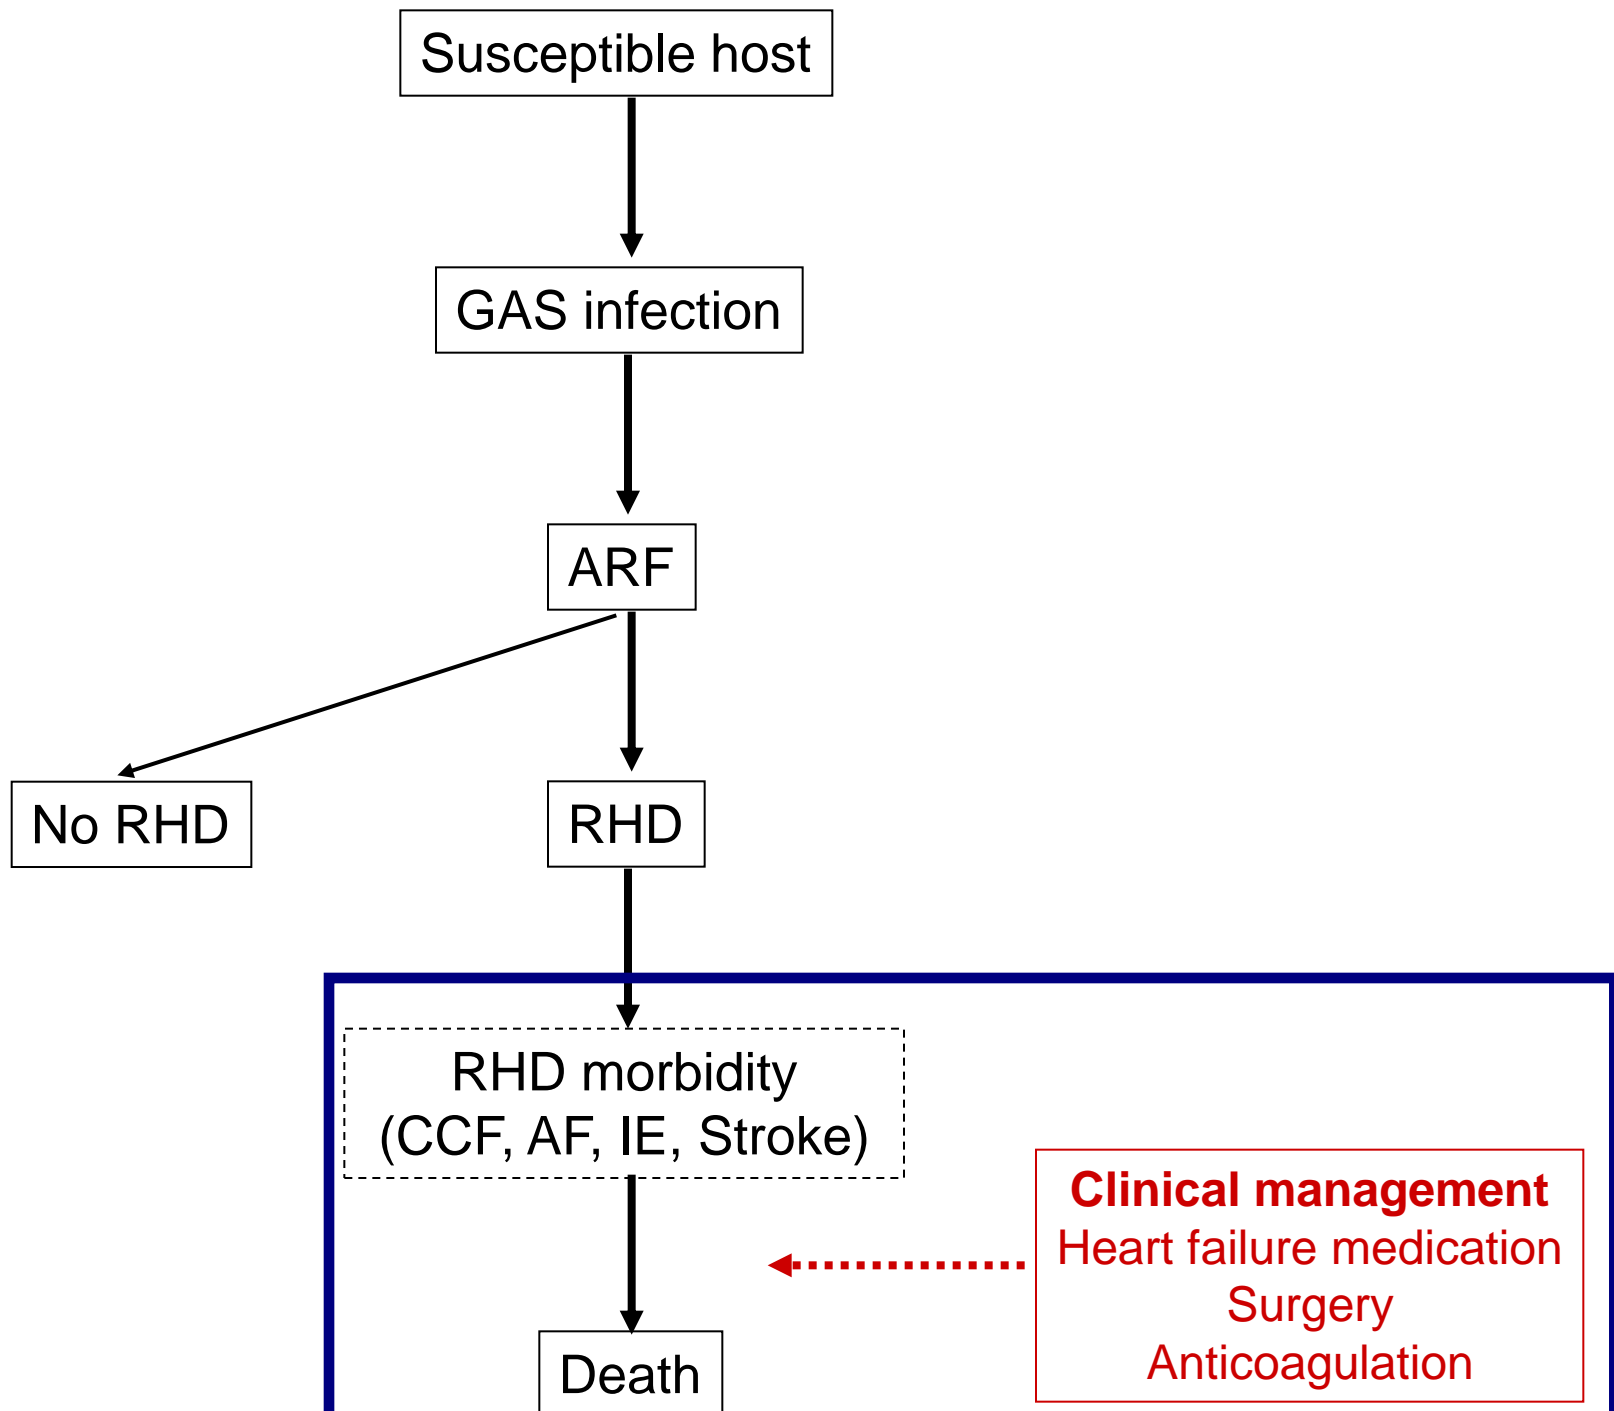 Susceptible host
GAS infection
ARF
No RHD
RHD
RHD morbidity
(CCF, AF, IE, Stroke)
Clinical management
Heart failure medication
Surgery
Anticoagulation
Death